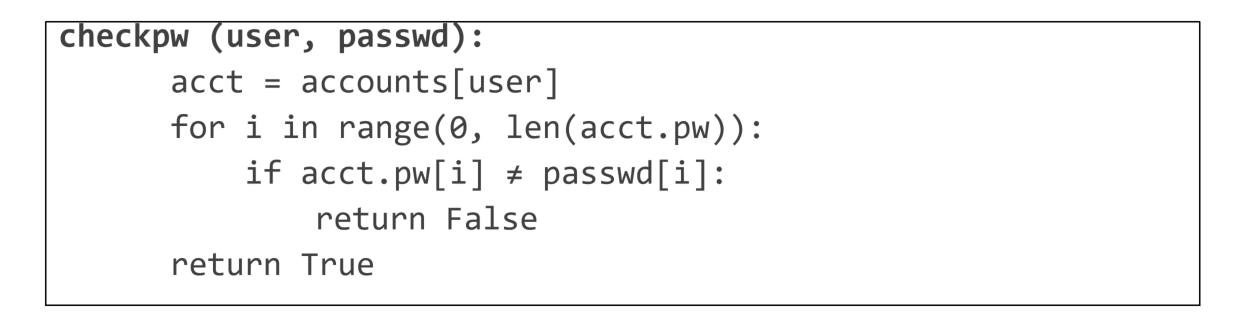 checkpw (user, passwd):
acct = accounts[user]
for i in range(0, len(acct.pw)):
if acct.pw[i] ≠ passwd[i]:
return False
return True